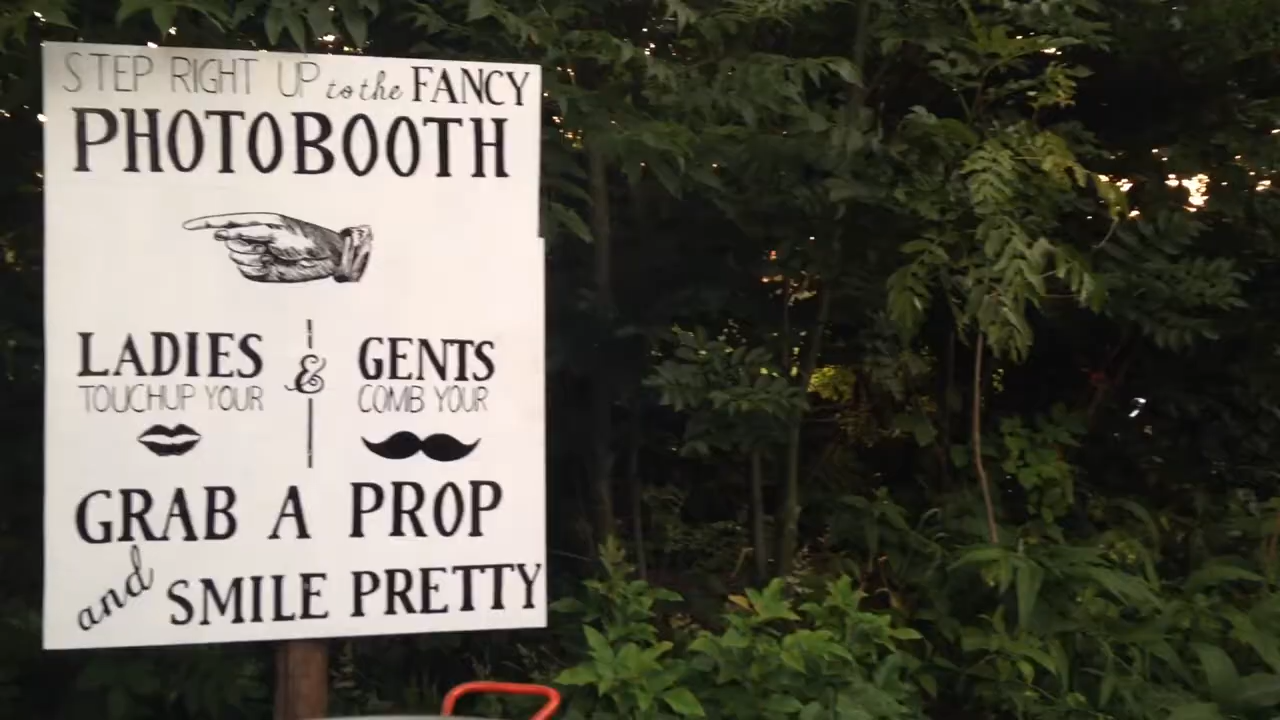 STEP RIGHT UP to the FANCY
PHOTOBOOTH
LADIES & GENTS
TOUCHUP YOUR COMB YOUR
GRAB A PROP
and SMILE PRETTY